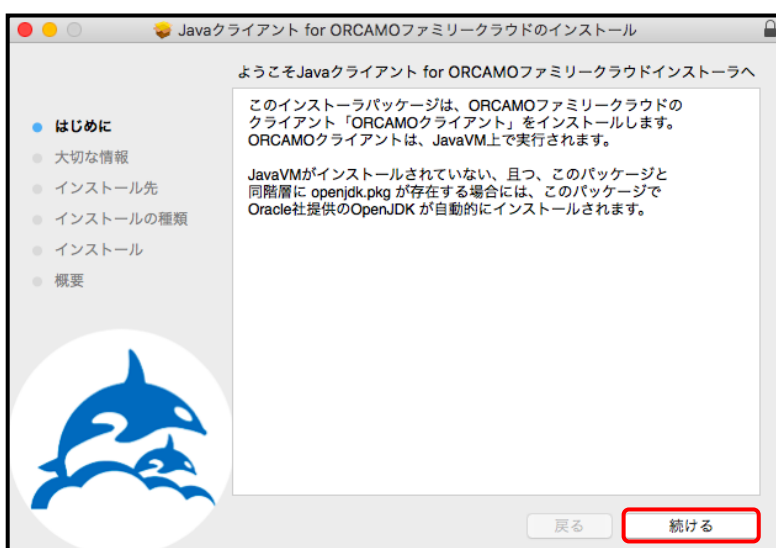 Javaクライアント for ORCAMOファミリークラウドのインストール
ようこそJavaクライアント for ORCAMOファミリークラウドインストーラへ
はじめに
大切な情報
インストール先
インストールの種類
インストール
概要
このインストーラパッケージは、ORCAMOファミリークラウドの
クライアント「ORCAMOクライアント」をインストールします。
ORCAMOクライアントは、JavaVM上で実行されます。
JavaVMがインストールされていない、且つ、このパッケージと
同階層に openjdk.pkg が存在する場合には、このパッケージで
Oracle社提供のOpenJDK が自動的にインストールされます。
戻る
続ける